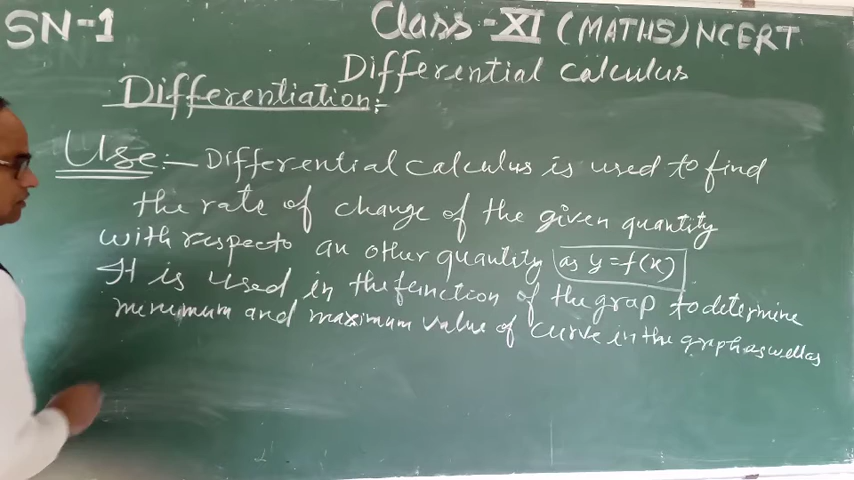 SN-1
Class-XI (MATHS) NCERT
Differential calculus
Differentiation:-
Use:- Differential calculus is used to find
the rate of change of the given quantity
with respecto an other quantity as y = f(x)
It is used in the function of the grap to determine
minimum and maximum value of curve in the graph as well as